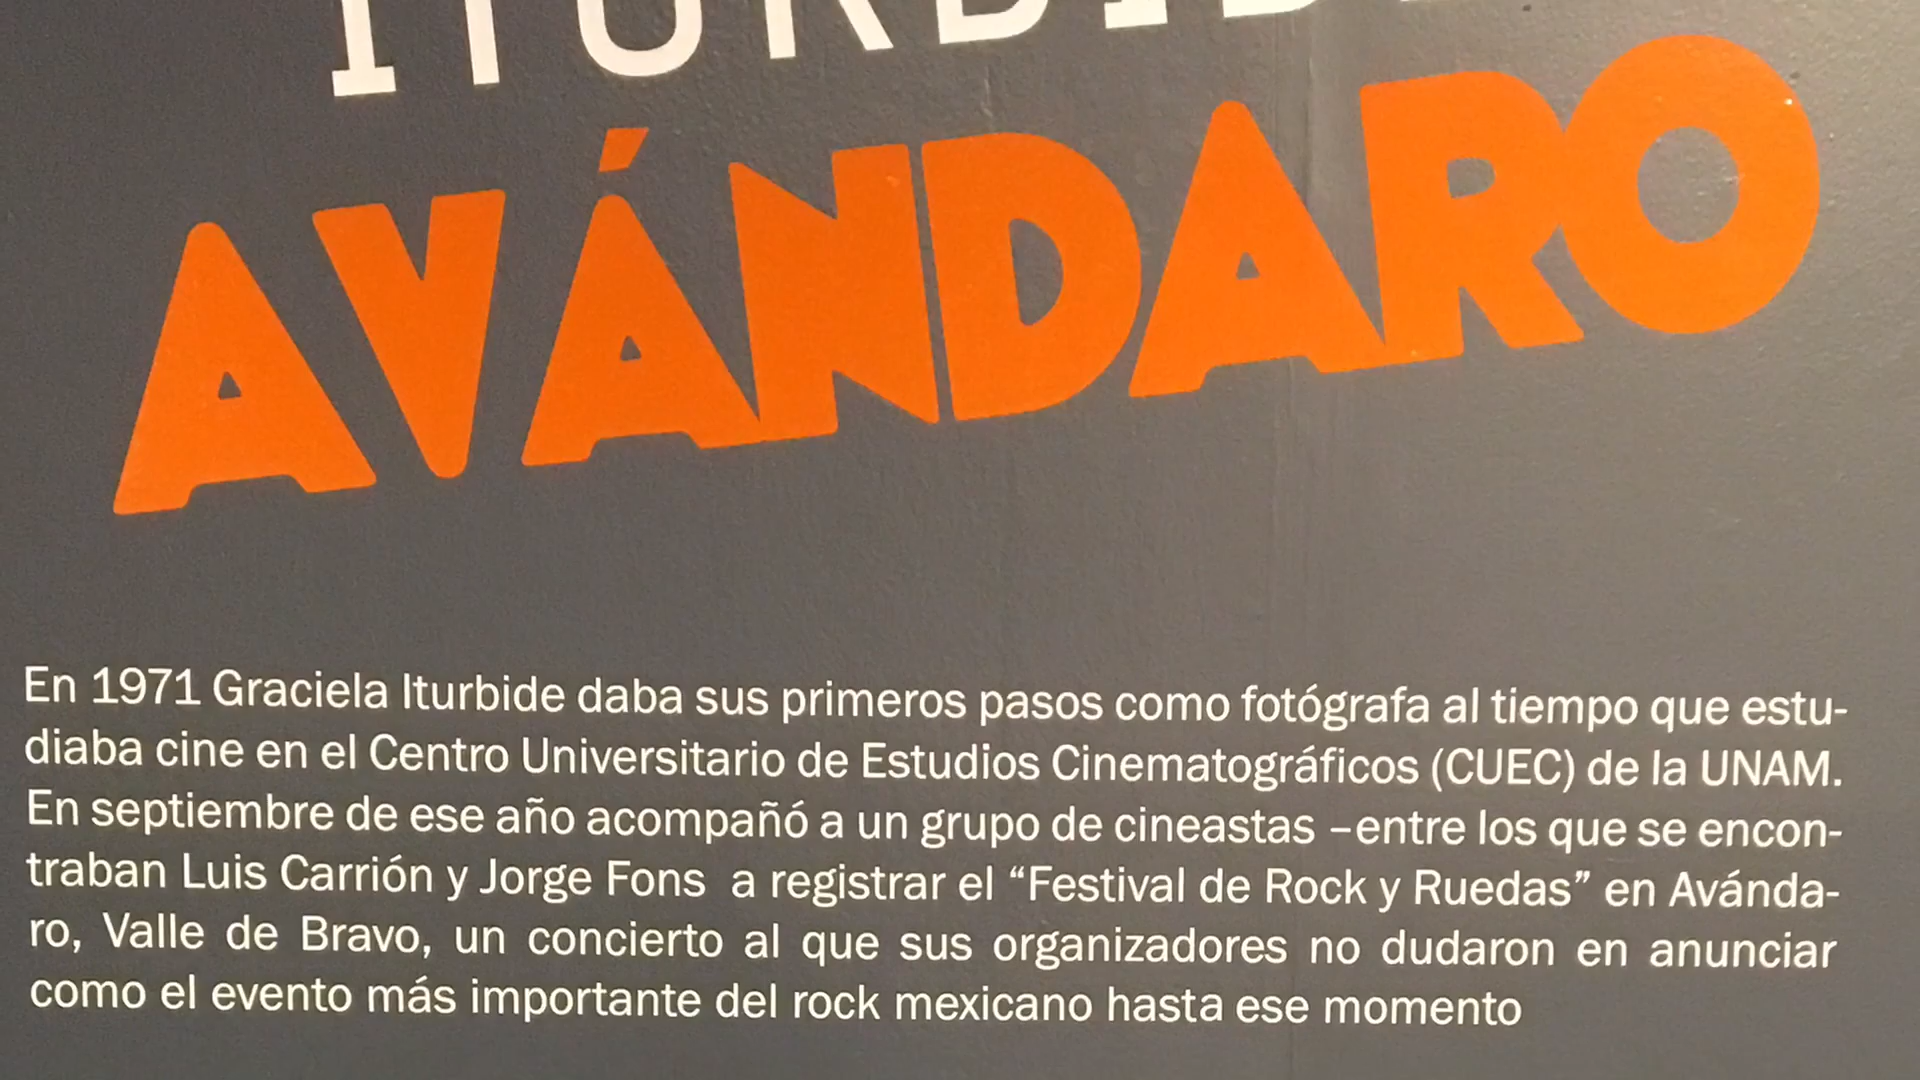 ITURBIDE
AVÁNDARO
En 1971 Graciela Iturbide daba sus primeros pasos como fotógrafa al tiempo que estu-
diaba cine en el Centro Universitario de Estudios Cinematográficos (CUEC) de la UNAM.
En septiembre de ese año acompañó a un grupo de cineastas –entre los que se encon-
traban Luis Carrión y Jorge Fons  a registrar el “Festival de Rock y Ruedas” en Avánda-
ro, Valle de Bravo, un concierto al que sus organizadores no dudaron en anunciar
como el evento más importante del rock mexicano hasta ese momento